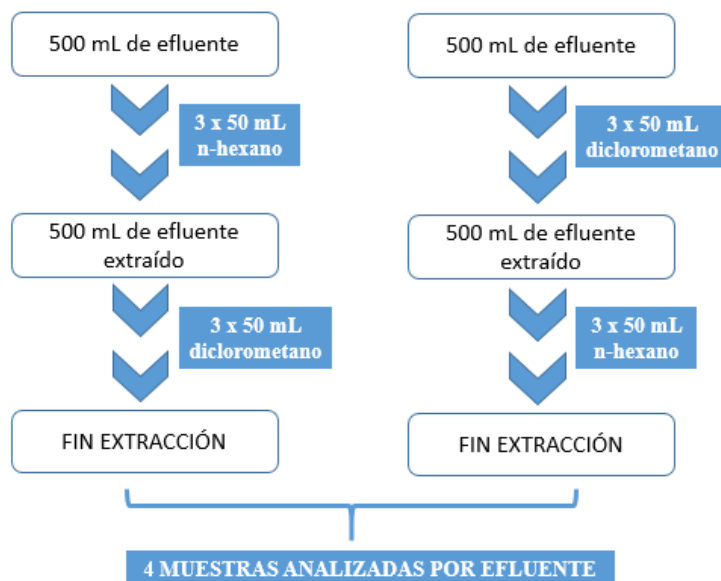 500 mL de efluente
3 x 50 mL
n-hexano
500 mL de efluente
extraído
3 x 50 mL
diclorometano
FIN EXTRACCIÓN
500 mL de efluente
3 x 50 mL
diclorometano
500 mL de efluente
extraído
3 x 50 mL
n-hexano
FIN EXTRACCIÓN
4 MUESTRAS ANALIZADAS POR EFLUENTE